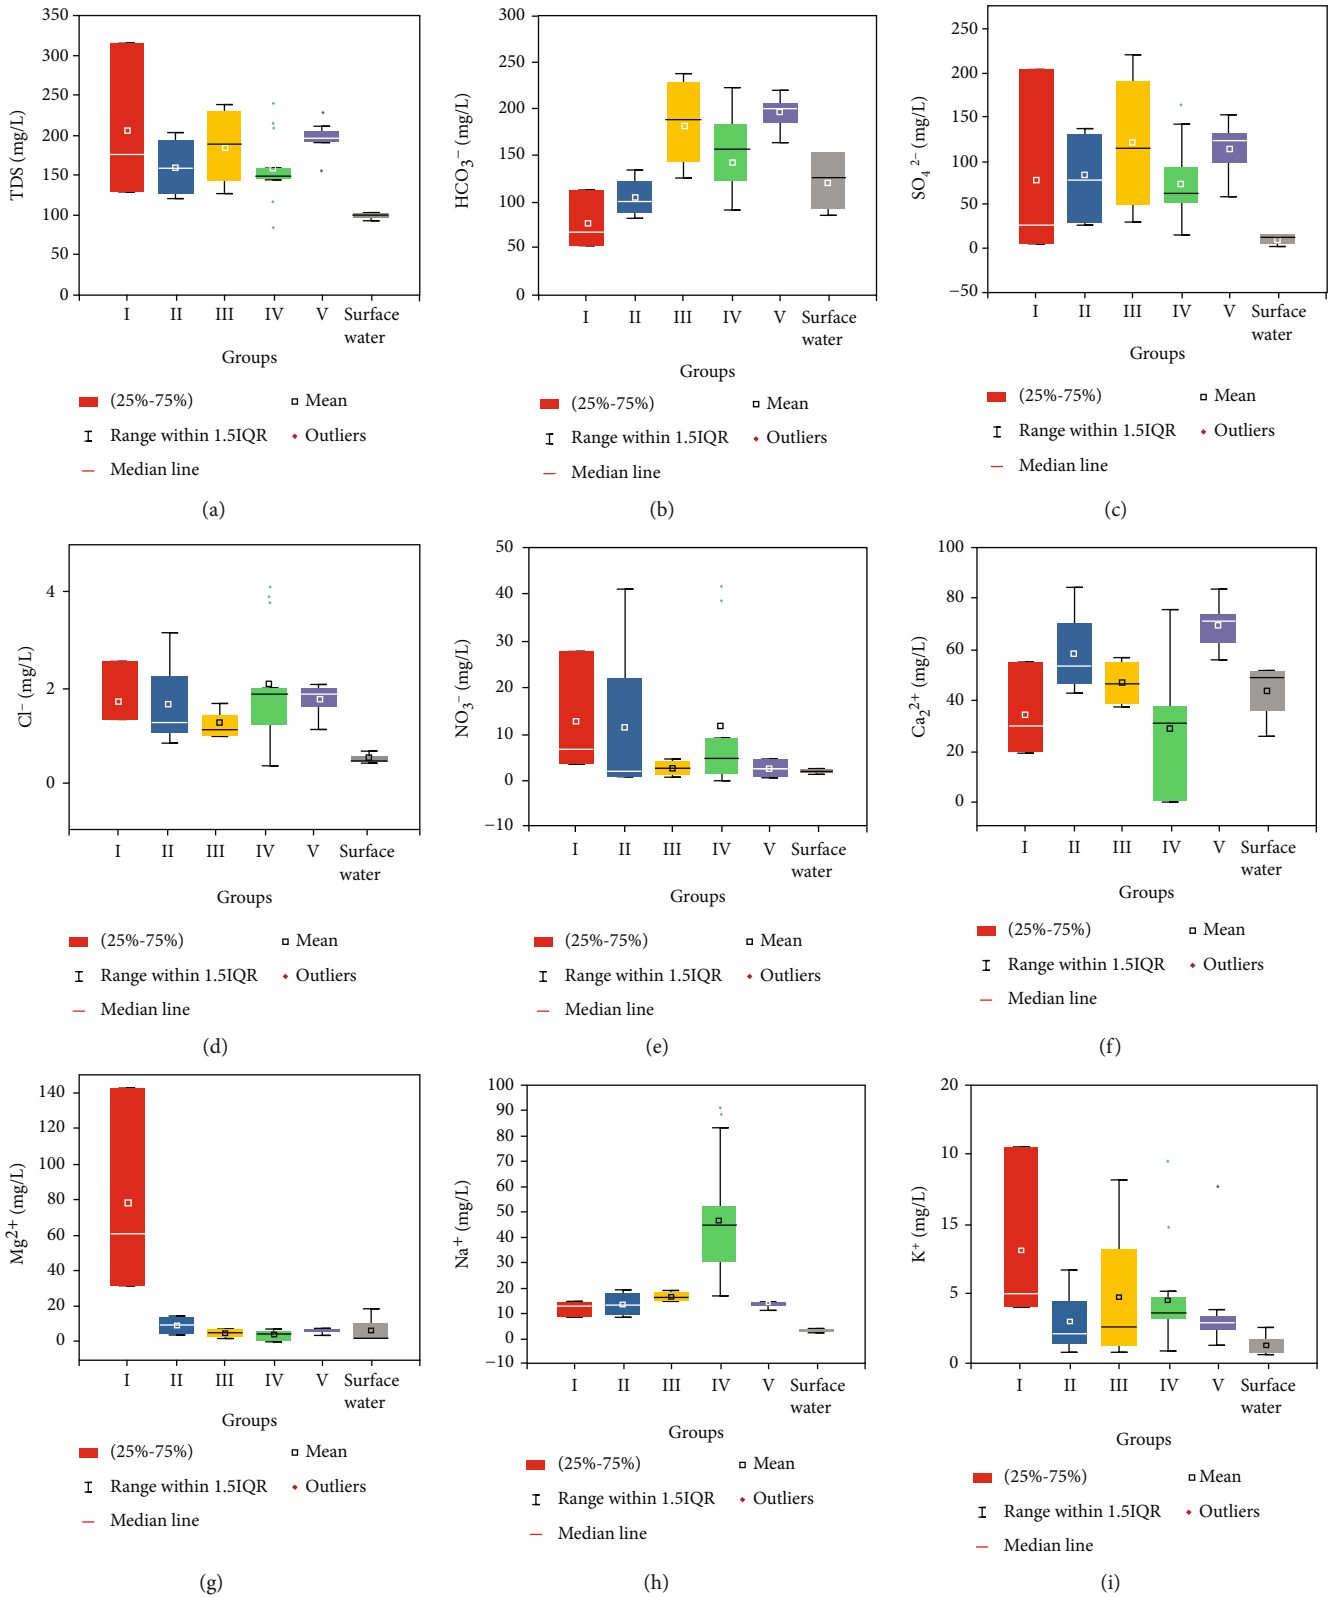 350
300
250
200
150
100
50
0
TDS (mg/L)
I II III IV V Surface water
Groups
(25%-75%) Mean
Range within 1.5IQR Outliers
Median line
(a)
300
250
200
150
100
50
0
HCO₃⁻ (mg/L)
I II III IV V Surface water
Groups
(25%-75%) Mean
Range within 1.5IQR Outliers
Median line
(b)
250
200
150
100
50
0
−50
SO₄²⁻ (mg/L)
I II III IV V Surface water
Groups
(25%-75%) Mean
Range within 1.5IQR Outliers
Median line
(c)
4
2
0
Cl⁻ (mg/L)
I II III IV V Surface water
Groups
(25%-75%) Mean
Range within 1.5IQR Outliers
Median line
(d)
50
40
30
20
10
0
−10
NO₃⁻ (mg/L)
I II III IV V Surface water
Groups
(25%-75%) Mean
Range within 1.5IQR Outliers
Median line
(e)
100
80
60
40
20
0
Ca₂²⁺ (mg/L)
I II III IV V Surface water
Groups
(25%-75%) Mean
Range within 1.5IQR Outliers
Median line
(f)
140
120
100
80
60
40
20
0
Mg²⁺ (mg/L)
I II III IV V Surface water
Groups
(25%-75%) Mean
Range within 1.5IQR Outliers
Median line
(g)
100
90
80
70
60
50
40
30
20
10
0
−10
Na⁺ (mg/L)
I II III IV V Surface water
Groups
(25%-75%) Mean
Range within 1.5IQR Outliers
Median line
(h)
20
10
15
5
0
K⁺ (mg/L)
I II III IV V Surface water
Groups
(25%-75%) Mean
Range within 1.5IQR Outliers
Median line
(i)